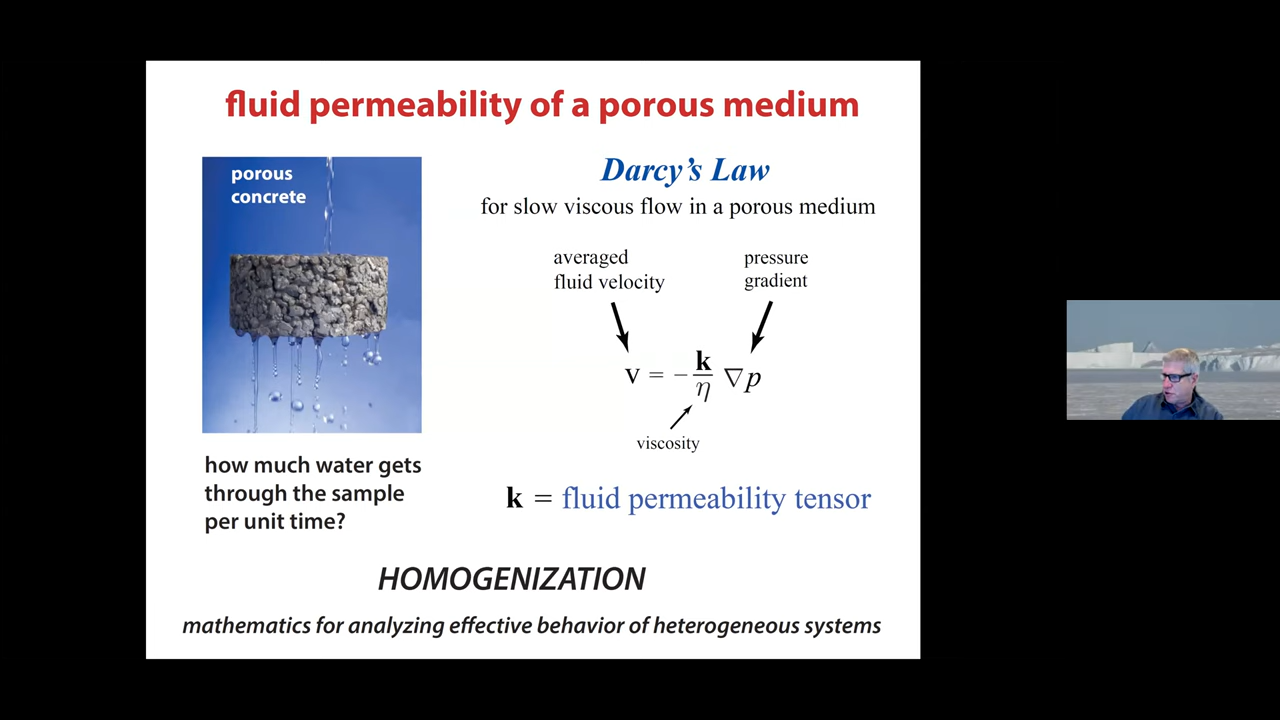 fluid permeability of a porous medium
porous
concrete
how much water gets
through the sample
per unit time?
Darcy's Law
for slow viscous flow in a porous medium
averaged
fluid velocity
pressure
gradient
v = − k/η ∇p
viscosity
k = fluid permeability tensor
HOMOGENIZATION
mathematics for analyzing effective behavior of heterogeneous systems